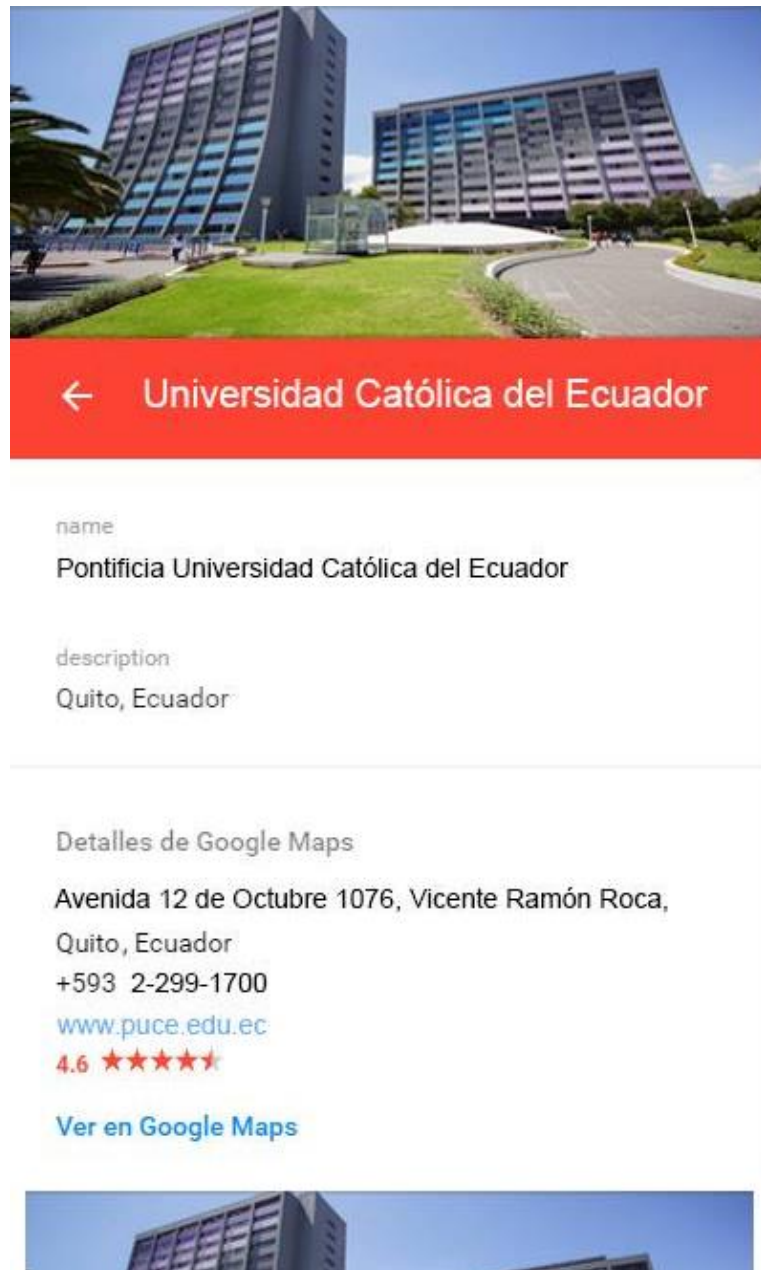 Universidad Católica del Ecuador
name
Pontificia Universidad Católica del Ecuador
description
Quito, Ecuador
Detalles de Google Maps
Avenida 12 de Octubre 1076, Vicente Ramón Roca,
Quito, Ecuador
+593 2-299-1700
www.puce.edu.ec
4.6
Ver en Google Maps